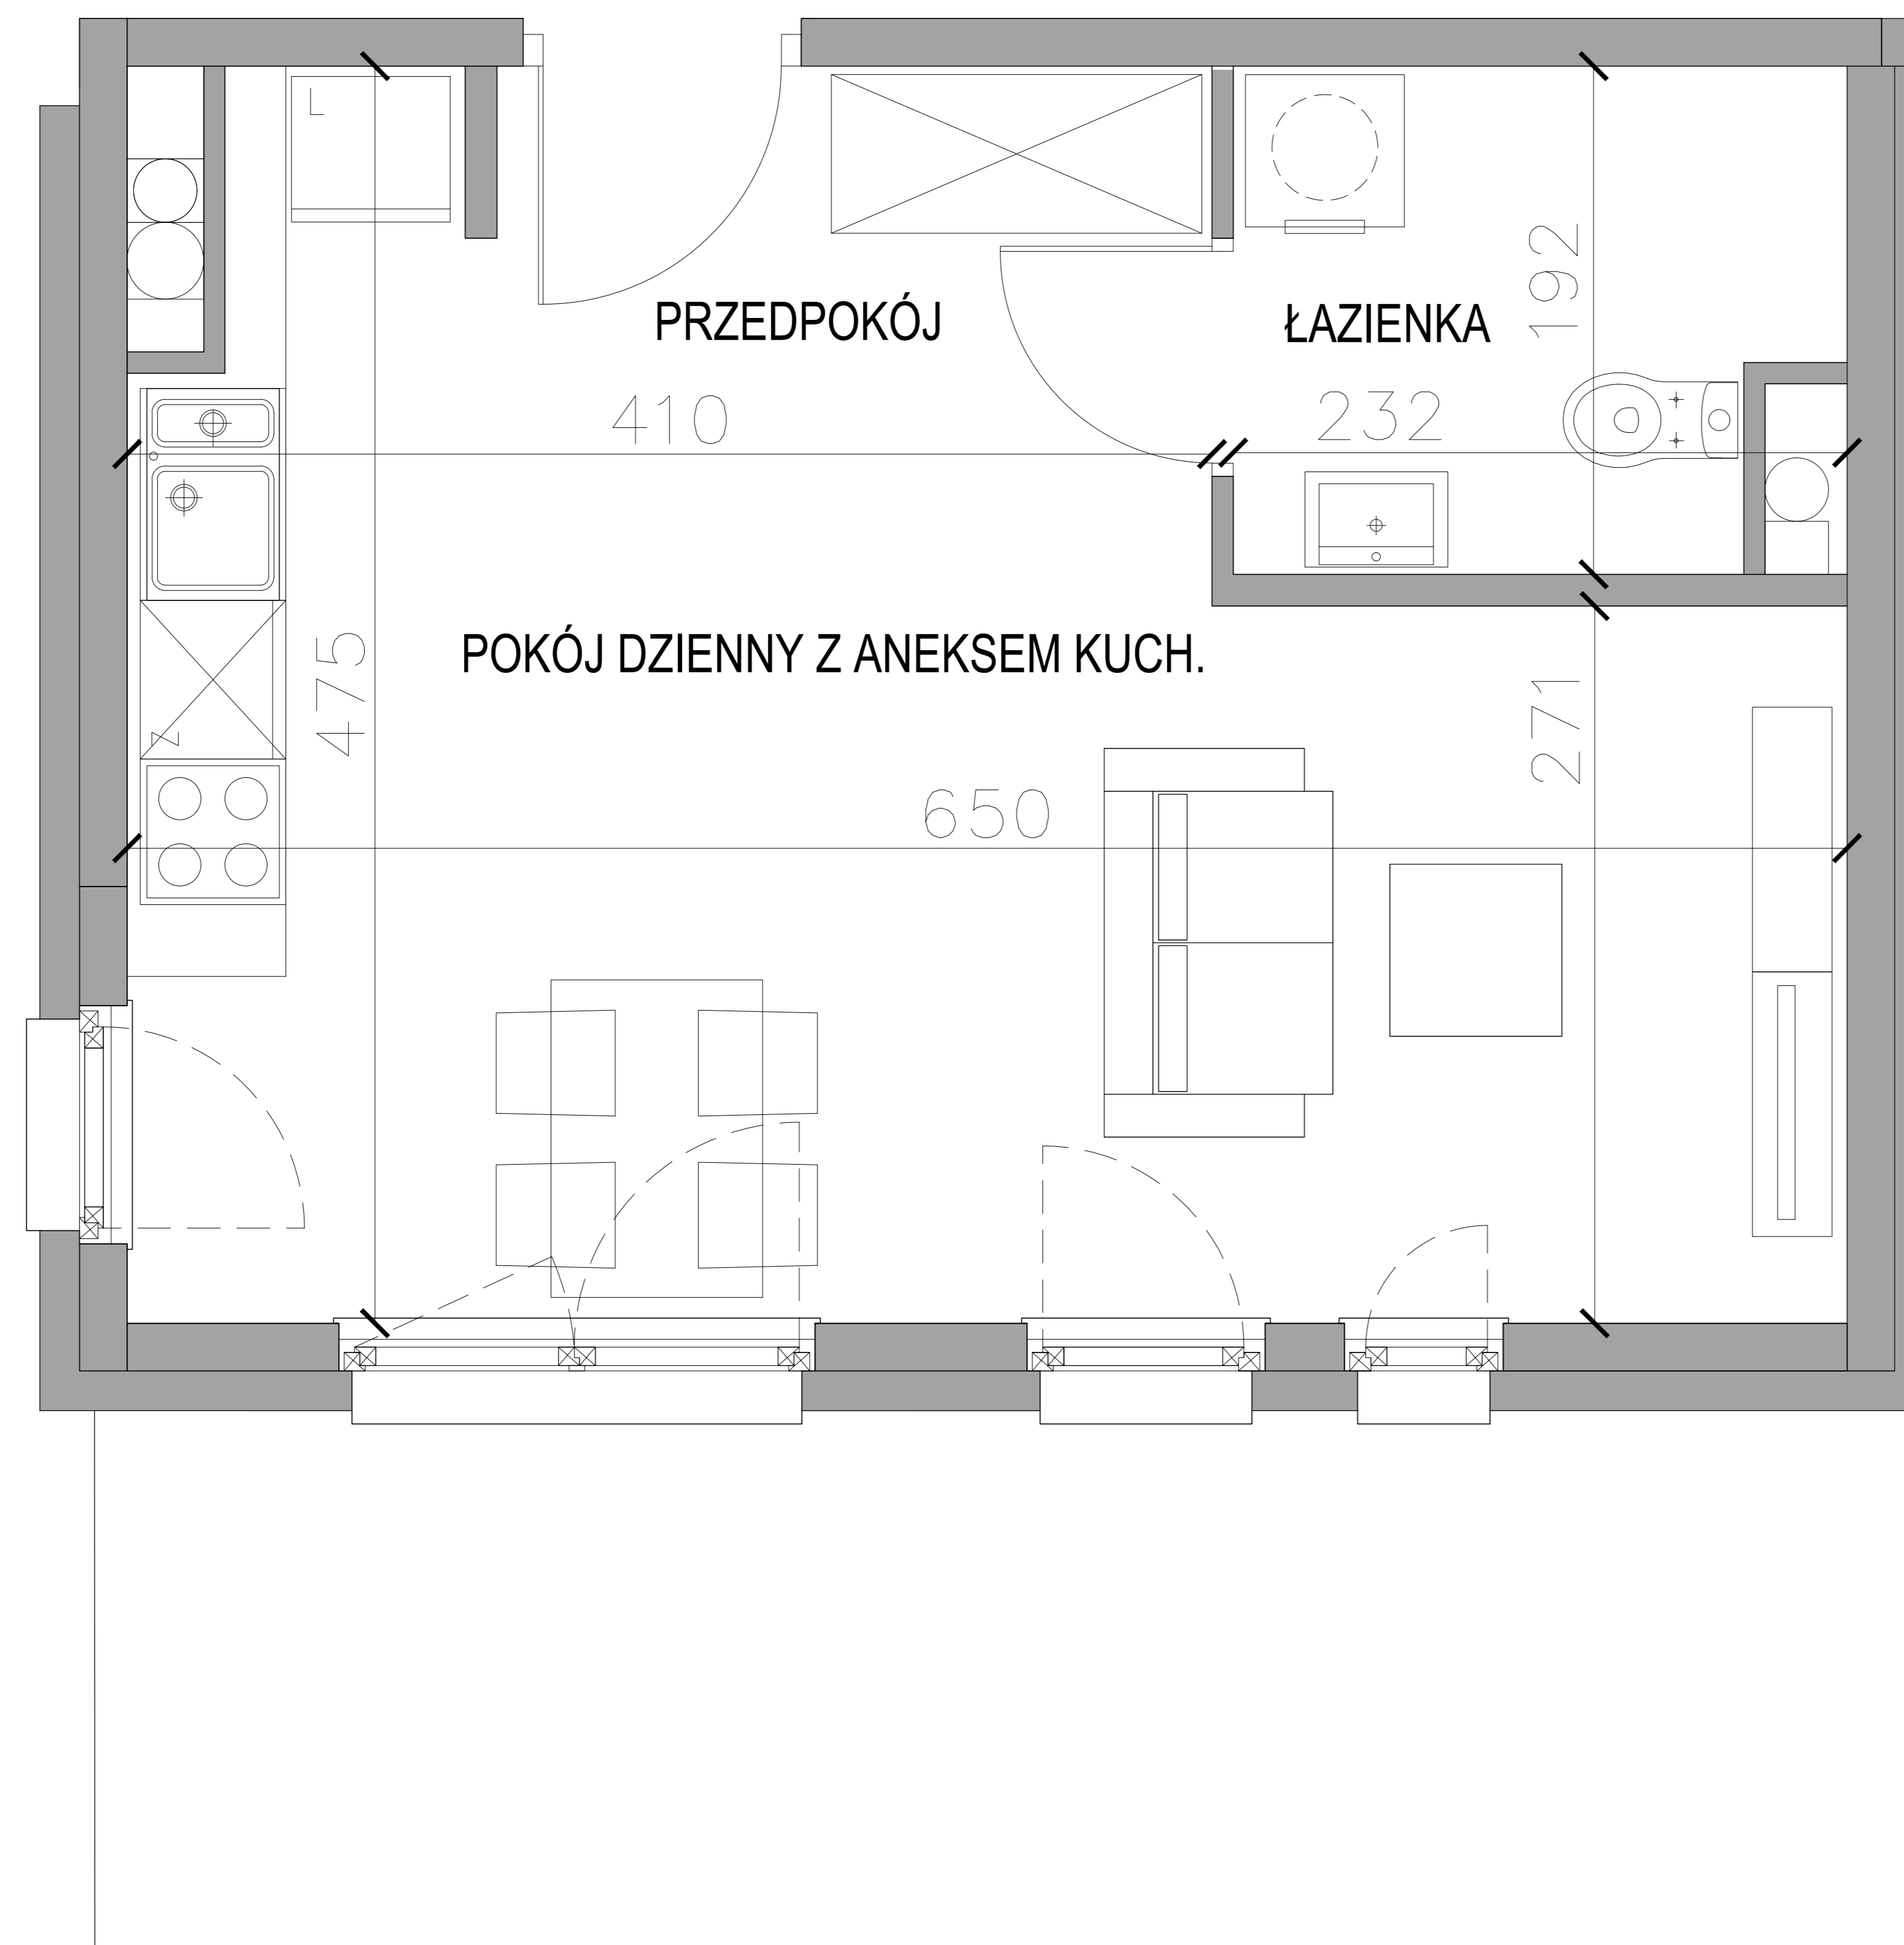 L
PRZEDPOKÓJ
ŁAZIENKA
192
410
232
POKÓJ DZIENNY Z ANEKSEM KUCH.
475
271
Z
650